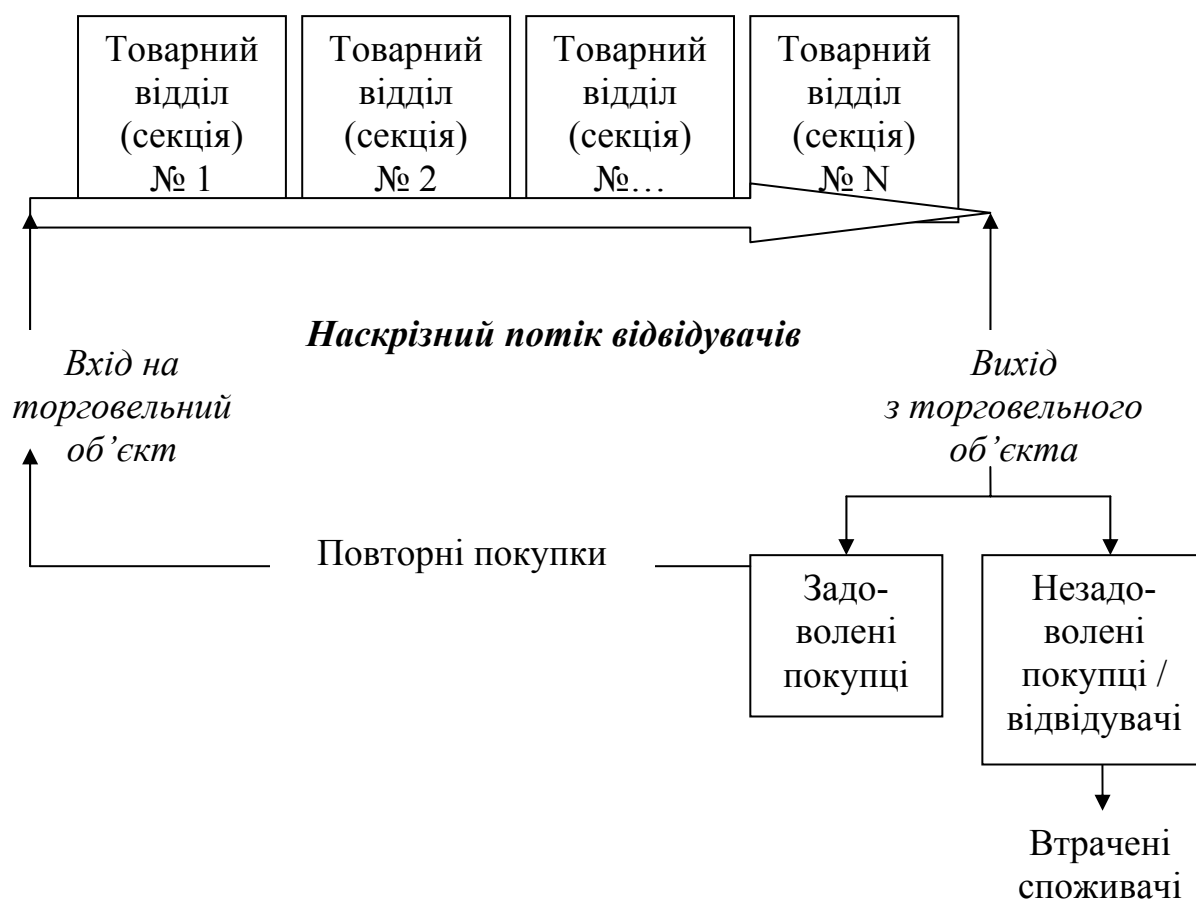 Товарний
відділ
(секція)
№ 1
Товарний
відділ
(секція)
№ 2
Товарний
відділ
(секція)
№…
Товарний
відділ
(секція)
№ N
Наскрізний потік відвідувачів
Вхід на
торговельний
об’єкт
Вихід
з торговельного
об’єкта
Повторні покупки
Задо-
волені
покупці
Незадо-
волені
покупці /
відвідувачі
Втрачені
споживачі